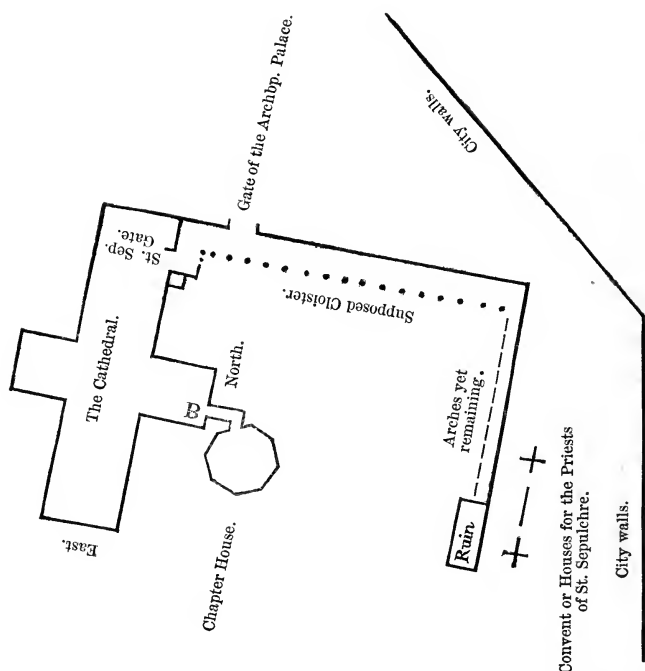 Gate of the Archbp. Palace.
City walls.
St. Sep.
Gate.
Supposed Cloister.
The Cathedral.
North.
B
Arches yet
remaining.
East.
Chapter House.
Ruin
Convent or Houses for the Priests
of St. Sepulchre.
City walls.